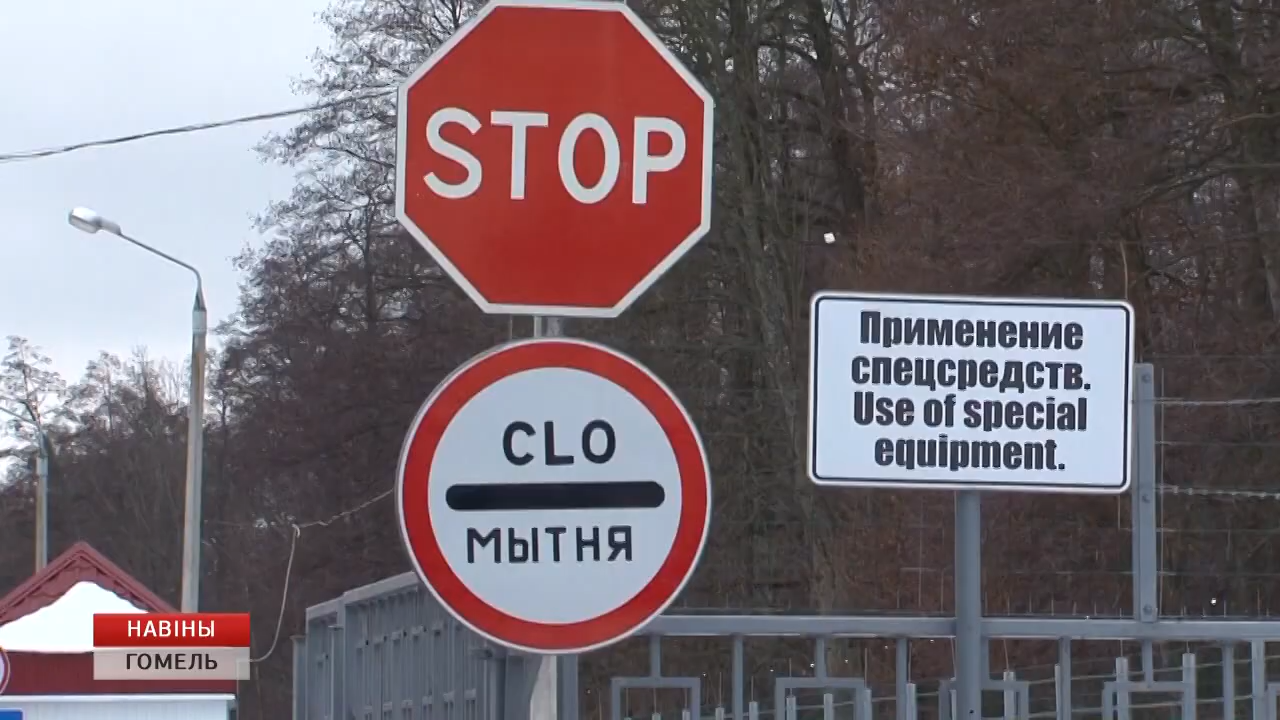 STOP
CLO
МЫТНЯ
Применение
спецсредств.
Use of special
equipment.
НАВІНЫ
ГОМЕЛЬ